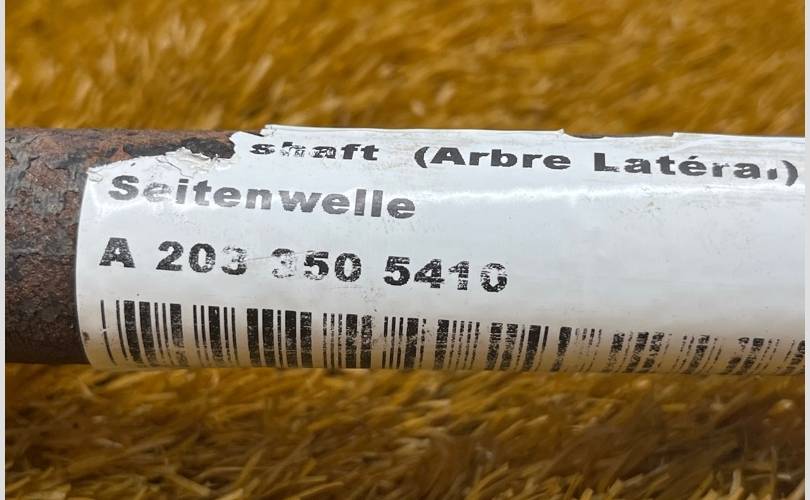 shaft (Arbre Latéral)
Seitenwelle
A 203 350 5410